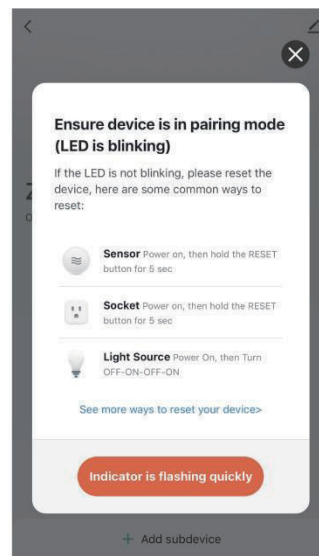 Ensure device is in pairing mode
(LED is blinking)
If the LED is not blinking, please reset the
device, here are some common ways to
reset:
Sensor Power on, then hold the RESET
button for 5 sec
Socket Power on, then hold the RESET
button for 5 sec
Light Source Power On, then Turn
OFF-ON-OFF-ON
See more ways to reset your device>
Indicator is flashing quickly
+ Add subdevice